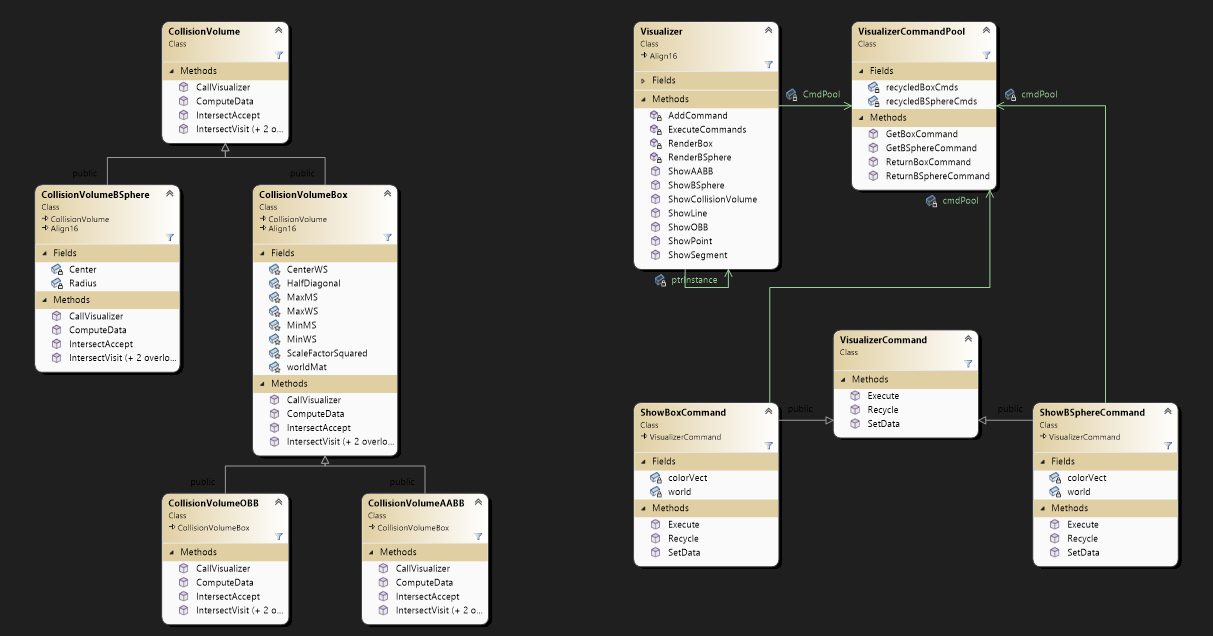 CollisionVolume
Class
Methods
CallVisualizer
ComputeData
IntersectAccept
IntersectVisit (+ 2 o...
public
public
CollisionVolumeBSphere
Class
CollisionVolume
Align16
Fields
Center
Radius
Methods
CallVisualizer
ComputeData
IntersectAccept
IntersectVisit (+ 2 overlo...
CollisionVolumeBox
Class
CollisionVolume
Align16
Fields
CenterWS
HalfDiagonal
MaxMS
MaxWS
MinMS
MinWS
ScaleFactorSquared
worldMat
Methods
CallVisualizer
ComputeData
IntersectAccept
IntersectVisit (+ 2 overlo...
public
public
CollisionVolumeOBB
Class
CollisionVolumeBox
Methods
CallVisualizer
ComputeData
IntersectAccept
IntersectVisit (+ 2 o...
CollisionVolumeAABB
Class
CollisionVolumeBox
Methods
CallVisualizer
ComputeData
IntersectAccept
IntersectVisit (+ 2 o...
Visualizer
Class
Align16
Fields
Methods
AddCommand
ExecuteCommands
RenderBox
RenderBSphere
ShowAABB
ShowBSphere
ShowCollisionVolume
ShowLine
ShowOBB
ShowPoint
ShowSegment
ptrInstance
CmdPool
VisualizerCommandPool
Class
Fields
recycledBoxCmds
recycledBSphereCmds
Methods
GetBoxCommand
GetBSphereCommand
ReturnBoxCommand
ReturnBSphereCommand
cmdPool
cmdPool
VisualizerCommand
Class
Methods
Execute
Recycle
SetData
public
public
ShowBoxCommand
Class
VisualizerCommand
Fields
colorVect
world
Methods
Execute
Recycle
SetData
ShowBSphereCommand
Class
VisualizerCommand
Fields
colorVect
world
Methods
Execute
Recycle
SetData